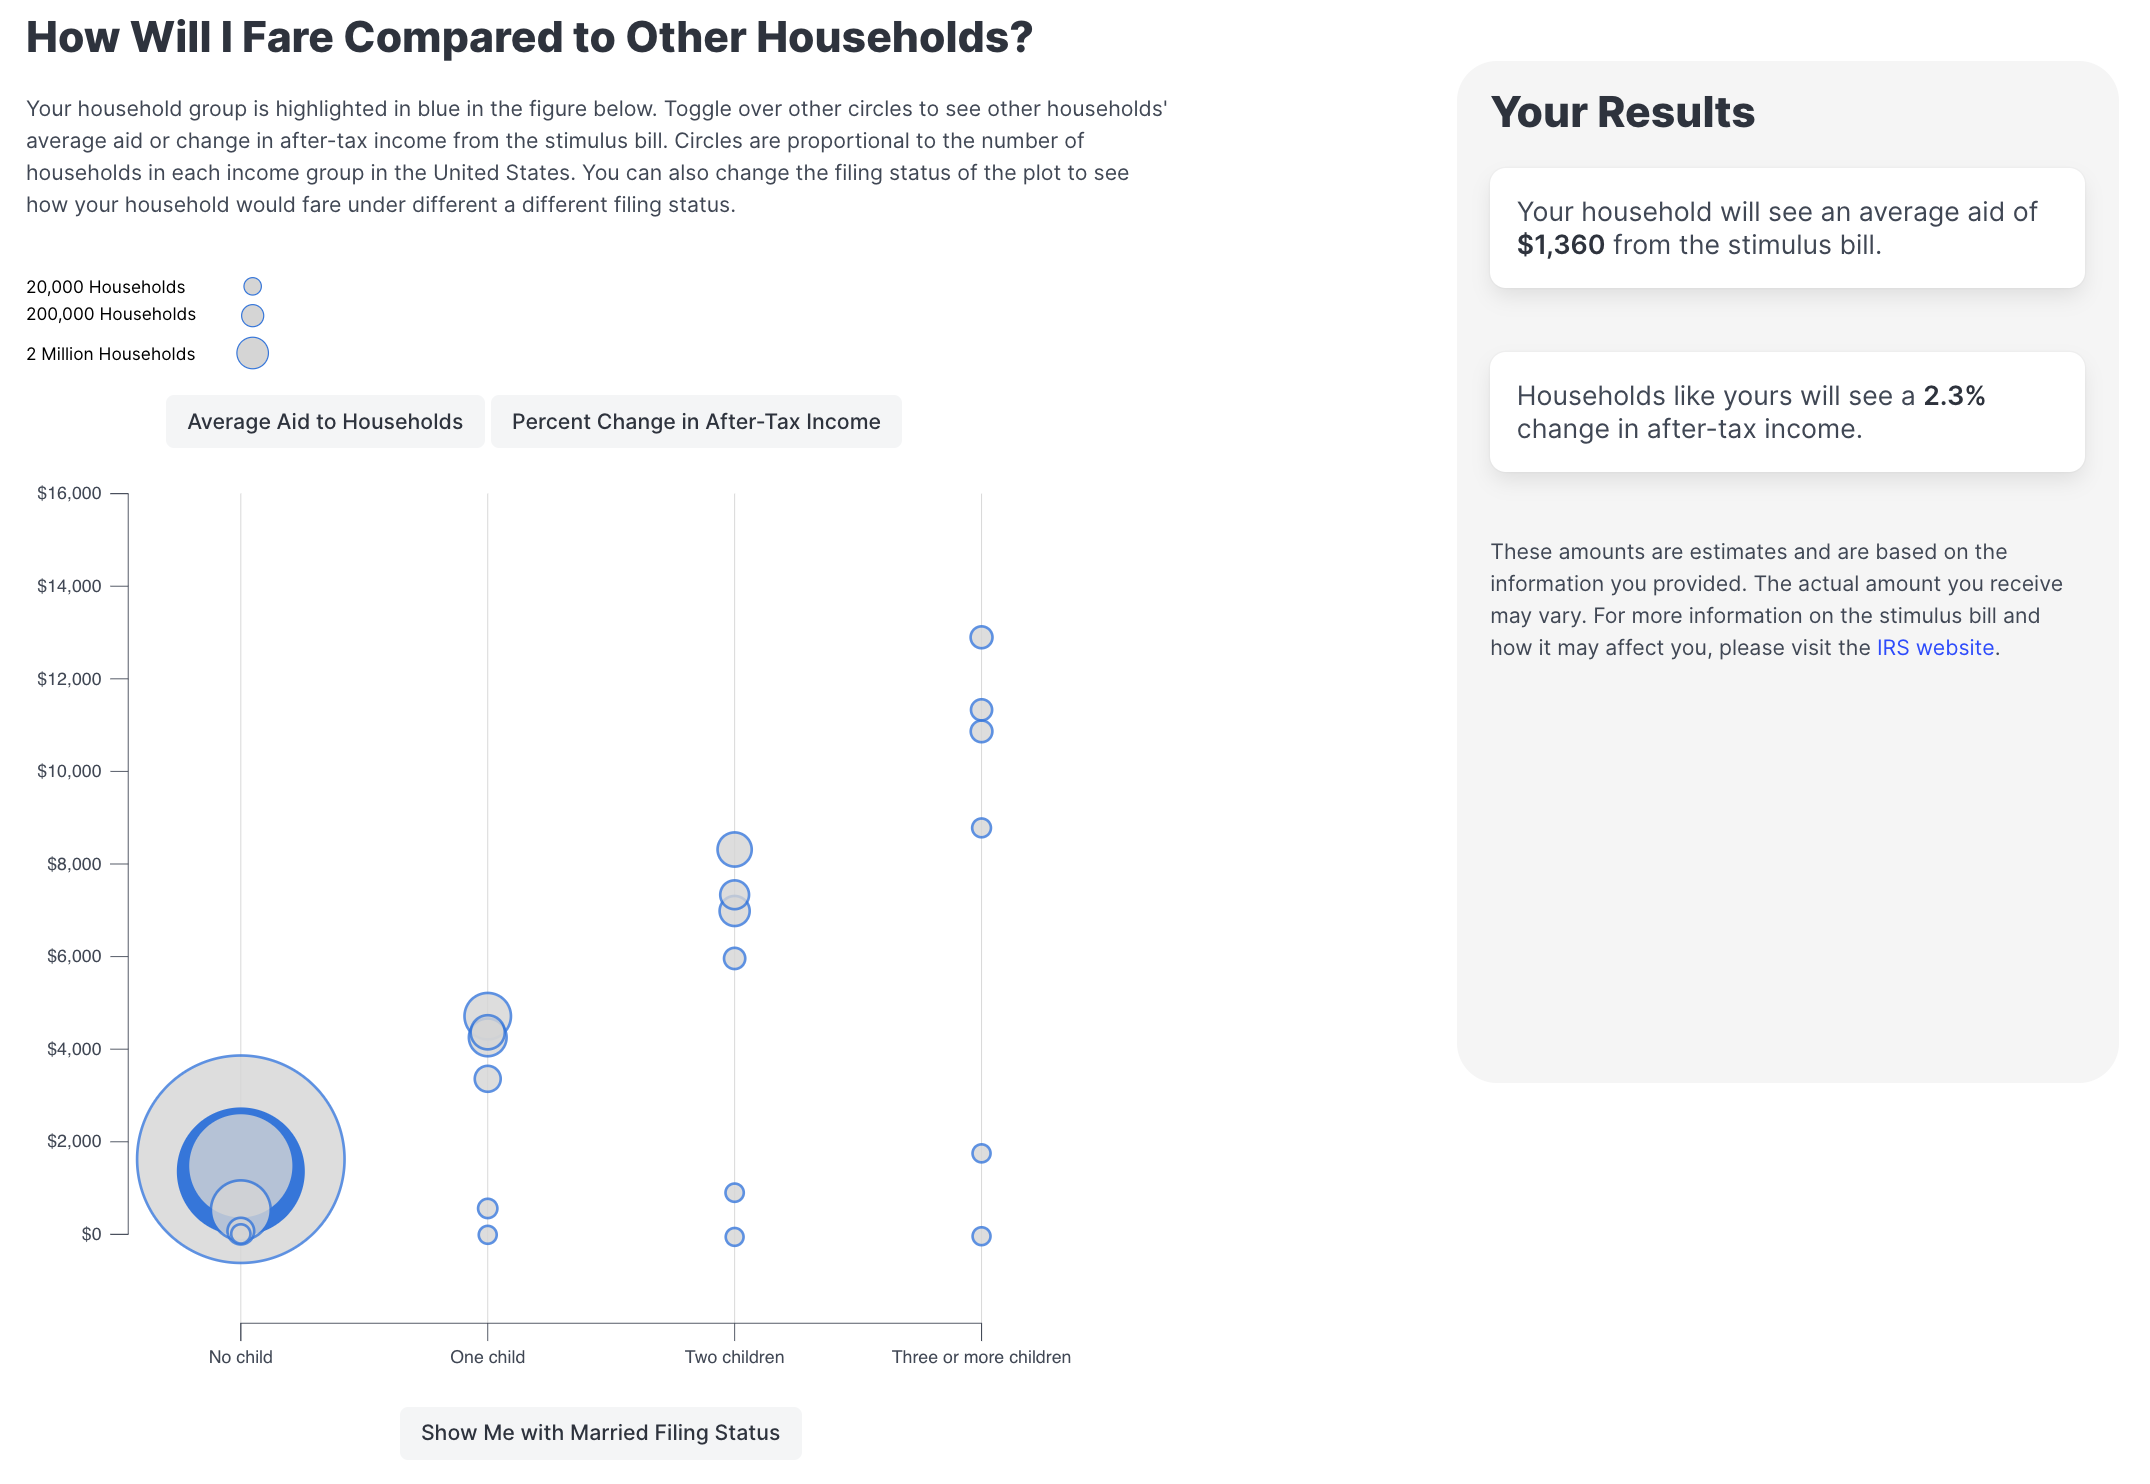 How Will I Fare Compared to Other Households?
Your household group is highlighted in blue in the figure below. Toggle over other circles to see other households'
average aid or change in after-tax income from the stimulus bill. Circles are proportional to the number of
households in each income group in the United States. You can also change the filing status of the plot to see
how your household would fare under different a different filing status.
20,000 Households
200,000 Households
2 Million Households
Average Aid to Households
Percent Change in After-Tax Income
$16,000
$14,000
$12,000
$10,000
$8,000
$6,000
$4,000
$2,000
$0
No child
One child
Two children
Three or more children
Show Me with Married Filing Status
Your Results
Your household will see an average aid of
$1,360 from the stimulus bill.
Households like yours will see a 2.3%
change in after-tax income.
These amounts are estimates and are based on the
information you provided. The actual amount you receive
may vary. For more information on the stimulus bill and
how it may affect you, please visit the IRS website.